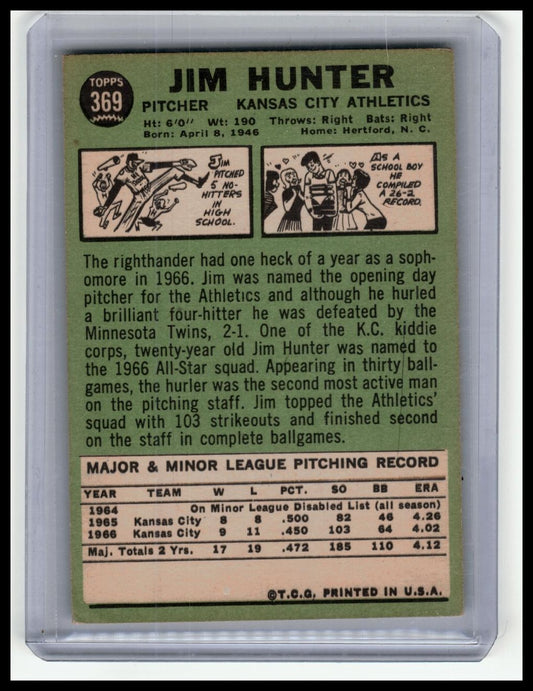 TOPPS
369
JIM HUNTER
PITCHER KANSAS CITY ATHLETICS
Ht: 6'0" Wt: 190 Throws: Right Bats: Right
Born: April 8, 1946 Home: Hertford, N. C.
JIM
PITCHED
5 NO-
HITTERS
IN
HIGH
SCHOOL.
AS A
SCHOOL BOY
HE
COMPILED
A 26-2
RECORD.
The righthander had one heck of a year as a soph-
omore in 1966. Jim was named the opening day
pitcher for the Athletics and although he hurled
a brilliant four-hitter he was defeated by the
Minnesota Twins, 2-1. One of the K.C. kiddie
corps, twenty-year old Jim Hunter was named to
the 1966 All-Star squad. Appearing in thirty ball-
games, the hurler was the second most active man
on the pitching staff. Jim topped the Athletics'
squad with 103 strikeouts and finished second
on the staff in complete ballgames.
MAJOR & MINOR LEAGUE PITCHING RECORD
YEAR TEAM W L PCT. SO BB ERA
1964 On Minor League Disabled List (all season)
1965 Kansas City 8 8 .500 82 46 4.26
1966 Kansas City 9 11 .450 103 64 4.02
Maj. Totals 2 Yrs. 17 19 .472 185 110 4.12
©T.C.G. PRINTED IN U.S.A.